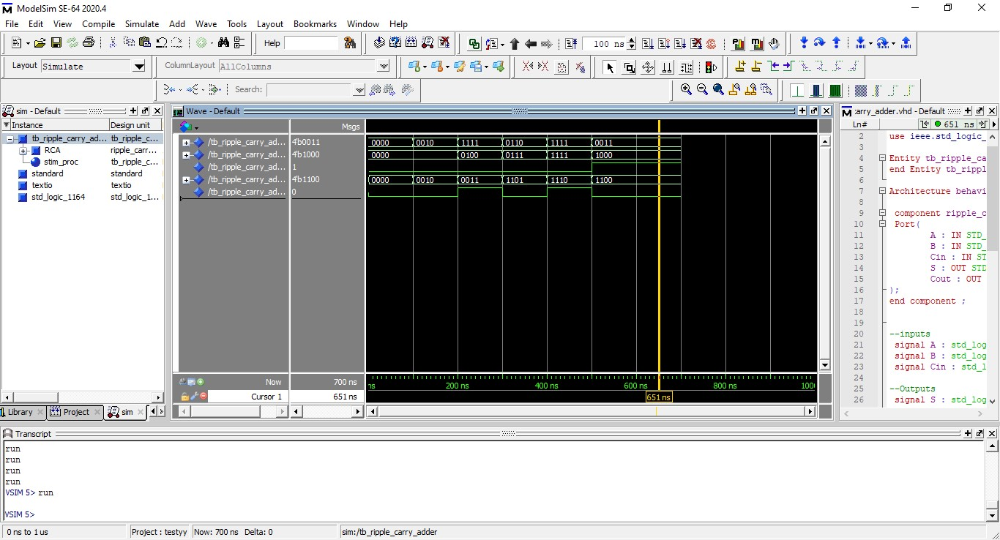 ModelSim SE-64 2020.4
File Edit View Compile Simulate Add Wave Tools Layout Bookmarks Window Help
Help
100 ns
Layout Simulate
ColumnLayout AllColumns
Search:
sim - Default
Instance Design unit
tb_ripple_carry_ad... tb_ripple_c...
RCA ripple_carr...
stim_proc tb_ripple_c...
standard standard
textio textio
std_logic_1164 std_logic_1...
Library Project sim
Wave - Default
Msgs
/tb_ripple_carry_ad... 4'b0011 0000 0010 1111 0110 1111 0011
/tb_ripple_carry_ad... 4'b1000 0000 0100 0111 1111 1000
/tb_ripple_carry_ad... 1
/tb_ripple_carry_ad... 4'b1100 0000 0010 0011 1101 1110 1100
/tb_ripple_carry_ad... 0
Now 700 ns ns 200 ns 400 ns 600 ns 800 ns 100
Cursor 1 651 ns 651 ns
:arry_adder.vhd - Default
Ln# 651 ns
2 use ieee.std_logic_
3
4 Entity tb_ripple_ca
5 end Entity tb_rippl
6
7 Architecture behavi
8
9 component ripple_c
10 Port(
11 A : IN STD_
12 B : IN STD_
13 Cin : IN ST
14 S : OUT STD
15 Cout : OUT
16 );
17 end component ;
18
19
20 --inputs
21 signal A : std_log
22 signal B : std_log
23 signal Cin : std_l
24
25 --Outputs
26 signal S : std_log
Transcript
run
run
run
run
VSIM 5> run
VSIM 5>
0 ns to 1 us Project : testyy Now: 700 ns Delta: 0 sim:/tb_ripple_carry_adder